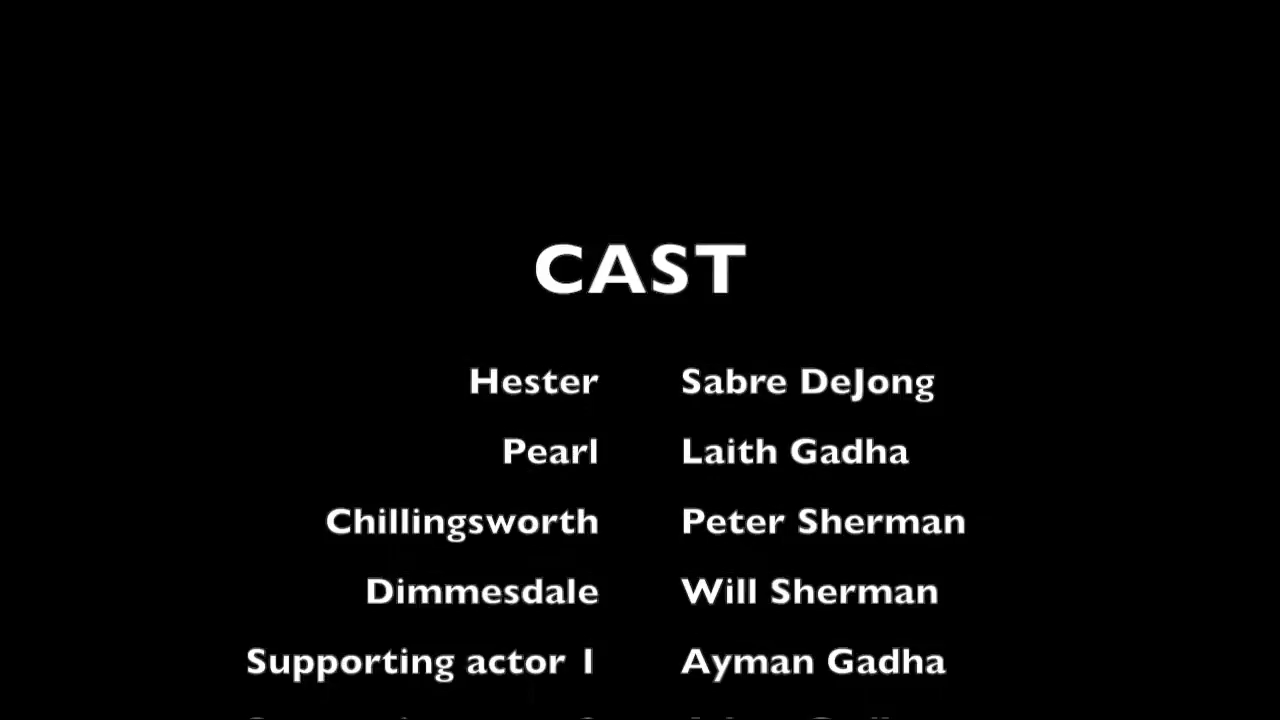 CAST
Hester Sabre DeJong
Pearl Laith Gadha
Chillingsworth Peter Sherman
Dimmesdale Will Sherman
Supporting actor 1 Ayman Gadha